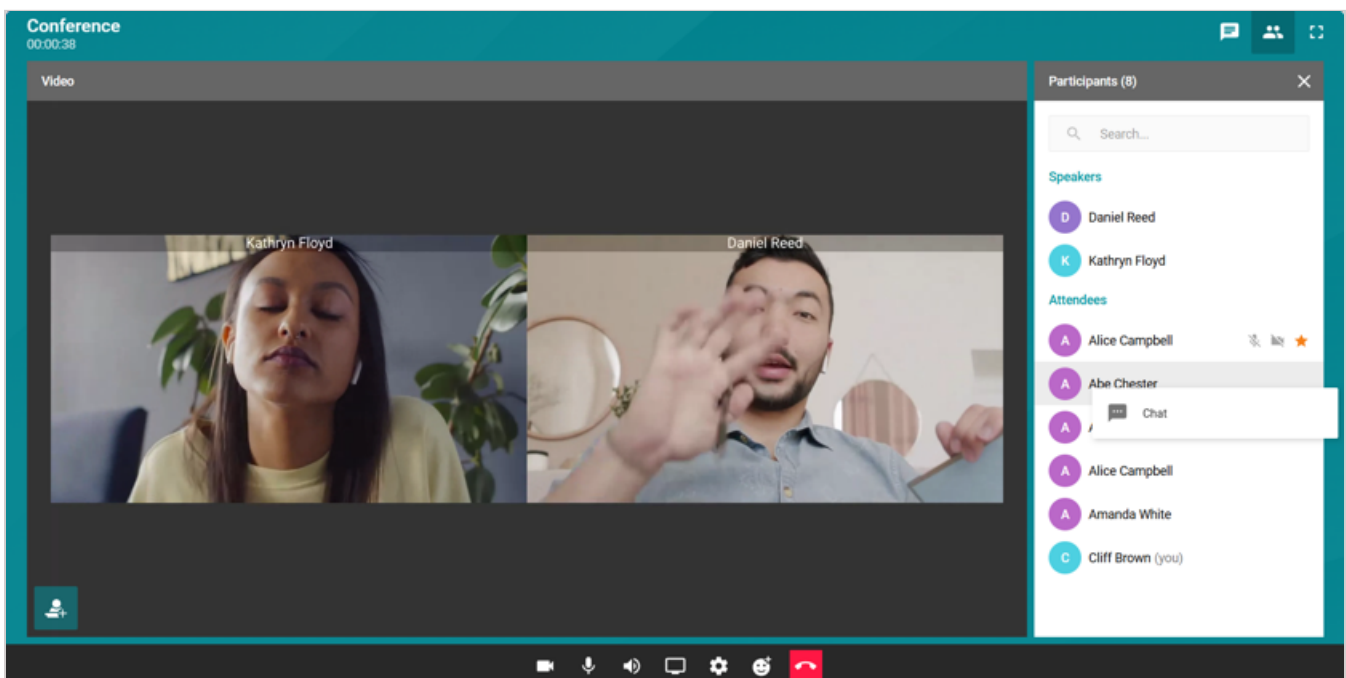 Conference
00:00:38
Video
Kathryn Floyd
Daniel Reed
Participants (8)
Search...
Speakers
D Daniel Reed
K Kathryn Floyd
Attendees
A Alice Campbell
A Abe Chester
Chat
A
A Alice Campbell
A Amanda White
C Cliff Brown (you)